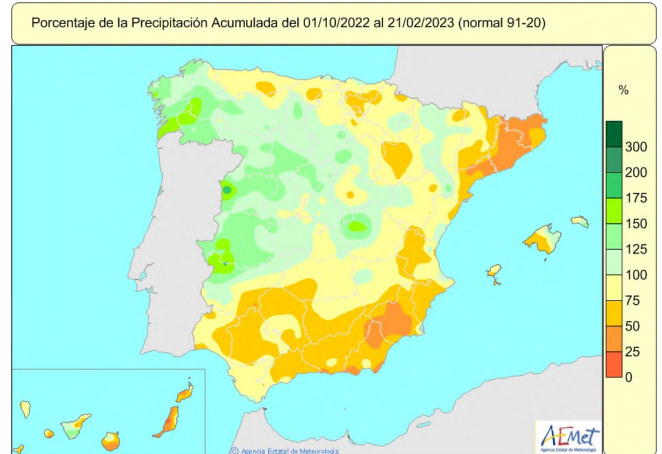 Porcentaje de la Precipitación Acumulada del 01/10/2022 al 21/02/2023 (normal 91-20)
%
300
200
175
150
125
100
75
50
25
0
© Agencia Estatal de Meteorología
AEMet
Agencia Estatal de Meteorología